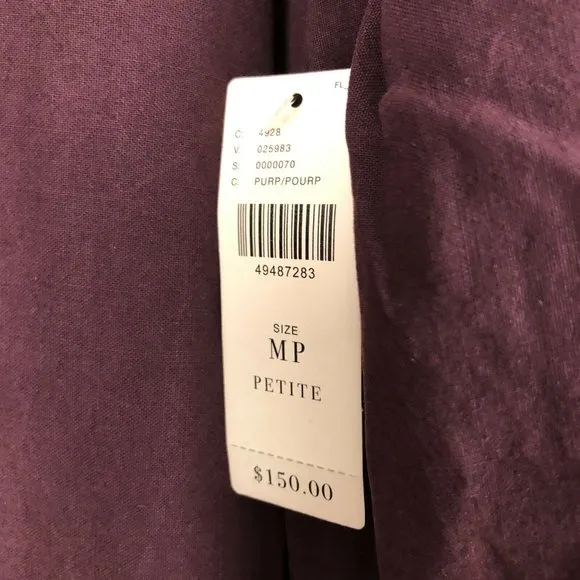 FL
C: 4928
V: 025983
S: 0000070
C: PURP/POURP
49487283
SIZE
MP
PETITE
$150.00